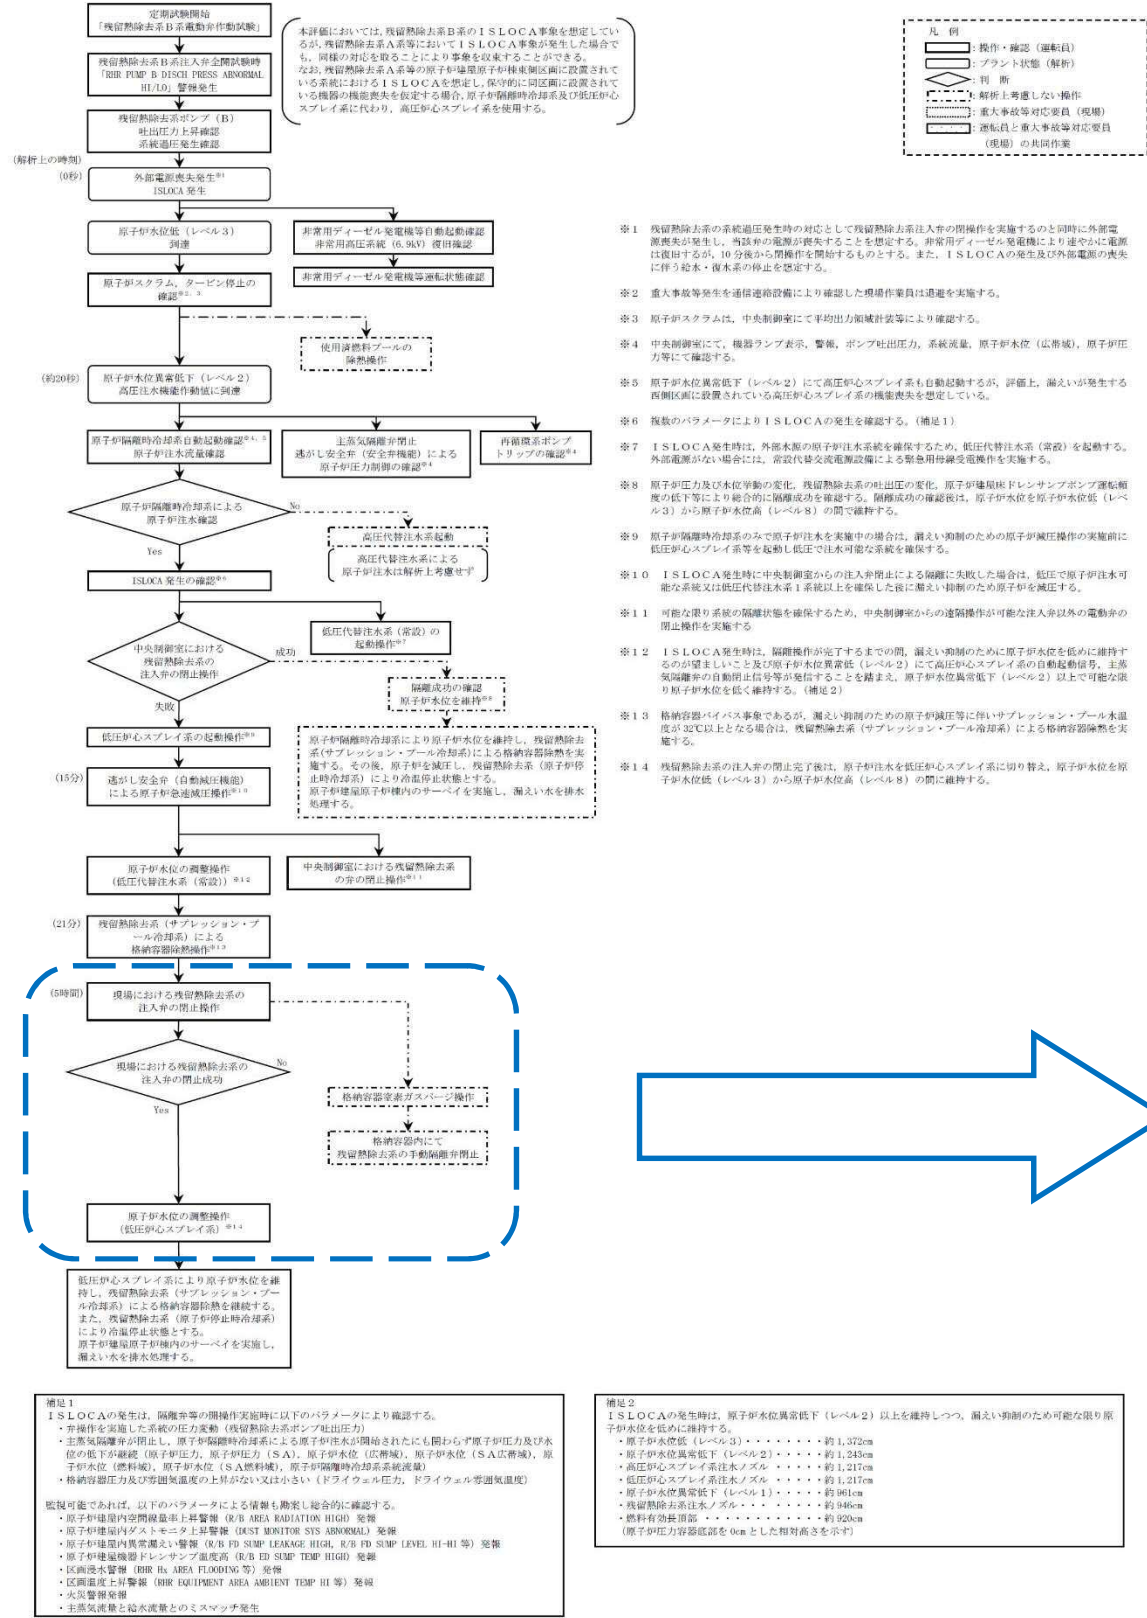 定期試験開始
「残留熱除去系B系電動弁作動試験」
残留熱除去系B系注入弁全開試験時
「RHR PUMP B DISCH PRESS ABNORMAL
HI/LO」警報発生
残留熱除去系ポンプ（B）
吐出圧力上昇確認
系統過圧発生確認
本評価においては，残留熱除去系B系のＩＳＬＯＣＡ事象を想定してい
るが，残留熱除去系A系等においてＩＳＬＯＣＡ事象が発生した場合で
も，同様の対応を取ることにより事象を収束することができる。
なお，残留熱除去系A系等の原子炉建屋原子炉棟東側区画に設置されて
いる系統におけるＩＳＬＯＣＡを想定し，保守的に同区画に設置されて
いる機器の機能喪失を仮定する場合，原子炉隔離時冷却系及び低圧炉心
スプレイ系に代わり，高圧炉心スプレイ系を使用する。
凡 例
：操作・確認（運転員）
：プラント状態（解析）
：判 断
：解析上考慮しない操作
：重大事故等対応要員（現場）
：運転員と重大事故等対応要員
（現場）の共同作業
(解析上の時刻)
(0秒)
外部電源喪失発生※1
ISLOCA 発生
原子炉水位低（レベル３）
到達
非常用ディーゼル発電機等自動起動確認
非常用高圧系統（6.9kV）復旧確認
非常用ディーゼル発電機等運転状態確認
原子炉スクラム，タービン停止の
確認※2，3
使用済燃料プールの
除熱操作
(約20秒)
原子炉水位異常低下（レベル２）
高圧注水機能作動値に到達
原子炉隔離時冷却系自動起動確認※4，5
原子炉注水流量確認
主蒸気隔離弁閉止
逃がし安全弁（安全弁機能）による
原子炉圧力制御の確認※4
再循環系ポンプ
トリップの確認※4
原子炉隔離時冷却系による
原子炉注水確認
No
Yes
高圧代替注水系起動
高圧代替注水系による
原子炉注水は解析上考慮せず
ISLOCA 発生の確認※6
低圧代替注水系（常設）の
起動操作※7
中央制御室における
残留熱除去系の
注入弁の閉止操作
成功
失敗
隔離成功の確認
原子炉水位を維持※8
低圧炉心スプレイ系の起動操作※9
原子炉隔離時冷却系により原子炉水位を維持し，残留熱除
去系（サプレッション・プール冷却系）による格納容器除熱を実
施する。その後，原子炉を減圧し，残留熱除去系（原子炉停
止時冷却系）により冷温停止状態とする。
原子炉建屋原子炉棟内のサーベイを実施し，漏えい水を排水
処理する。
(15分)
逃がし安全弁（自動減圧機能）
による原子炉急速減圧操作※10
原子炉水位の調整操作
（低圧代替注水系（常設））※12
中央制御室における残留熱除去系
の弁の閉止操作※11
(21分)
残留熱除去系（サプレッション・プ
ール冷却系）による
格納容器除熱操作※13
(5時間)
現場における残留熱除去系の
注入弁の閉止操作
現場における残留熱除去系の
注入弁の閉止成功
No
Yes
格納容器窒素ガスパージ操作
格納容器内にて
残留熱除去系の手動隔離弁閉止
原子炉水位の調整操作
（低圧炉心スプレイ系）※14
低圧炉心スプレイ系により原子炉水位を維
持し，残留熱除去系（サプレッション・プー
ル冷却系）による格納容器除熱を継続する。
また，残留熱除去系（原子炉停止時冷却系）
により冷温停止状態とする。
原子炉建屋原子炉棟内のサーベイを実施し，
漏えい水を排水処理する。
※１ 残留熱除去系の系統過圧発生時の対応として残留熱除去系注入弁の閉操作を実施するのと同時に外部電
源喪失が発生し，当該弁の電源が喪失することを想定する。非常用ディーゼル発電機により速やかに電源
は復旧するが，10 分後から閉操作を開始するものとする。また，ＩＳＬＯＣＡの発生及び外部電源の喪失
に伴う給水・復水系の停止を想定する。
※２ 重大事故等発生を通信連絡設備により確認した現場作業員は退避を実施する。
※３ 原子炉スクラムは，中央制御室にて平均出力領域計装等により確認する。
※４ 中央制御室にて，機器ランプ表示，警報，ポンプ吐出圧力，系統流量，原子炉水位（広帯域），原子炉圧
力等にて確認する。
※５ 原子炉水位異常低下（レベル２）にて高圧炉心スプレイ系も自動起動するが，評価上，漏えいが発生する
西側区画に設置されている高圧炉心スプレイ系の機能喪失を想定している。
※６ 複数のパラメータによりＩＳＬＯＣＡの発生を確認する。（補足１）
※７ ＩＳＬＯＣＡ発生時は，外部水源の原子炉注水系統を確保するため，低圧代替注水系（常設）を起動する。
外部電源がない場合には，常設代替交流電源設備による緊急用母線受電操作を実施する。
※８ 原子炉圧力及び水位挙動の変化，残留熱除去系の吐出圧の変化，原子炉建屋床ドレンサンプポンプ運転頻
度の低下等により総合的に隔離成功を確認する。隔離成功の確認後は，原子炉水位を原子炉水位低（レベ
ル３）から原子炉水位高（レベル８）の間で維持する。
※９ 原子炉隔離時冷却系のみで原子炉注水を実施中の場合は，漏えい抑制のための原子炉減圧操作の実施前に
低圧炉心スプレイ系等を起動し低圧で注水可能な系統を確保する。
※１０ ＩＳＬＯＣＡ発生時に中央制御室からの注入弁閉止による隔離に失敗した場合は，低圧で原子炉注水可
能な系統又は低圧代替注水系１系統以上を確保した後に漏えい抑制のため原子炉を減圧する。
※１１ 可能な限り系統の隔離状態を確保するため，中央制御室からの遠隔操作が可能な注入弁以外の電動弁の
閉止操作を実施する
※１２ ＩＳＬＯＣＡ発生時は，隔離操作が完了するまでの間，漏えい抑制のために原子炉水位を低めに維持す
るのが望ましいこと及び原子炉水位異常低（レベル２）にて高圧炉心スプレイ系の自動起動信号，主蒸
気隔離弁の自動閉止信号等が発信することを踏まえ，原子炉水位異常低下（レベル２）以上で可能な限
り原子炉水位を低く維持する。（補足２）
※１３ 格納容器バイパス事象であるが，漏えい抑制のための原子炉減圧等に伴いサプレッション・プール水温
度が 32℃以上となる場合は，残留熱除去系（サプレッション・プール冷却系）による格納容器除熱を実
施する。
※１４ 残留熱除去系の注入弁の閉止完了後は，原子炉注水を低圧炉心スプレイ系に切り替え，原子炉水位を原
子炉水位低（レベル３）から原子炉水位高（レベル８）の間に維持する。
補足１
ＩＳＬＯＣＡの発生は，隔離弁等の開操作実施時に以下のパラメータにより確認する。
・弁操作を実施した系統の圧力変動（残留熱除去系ポンプ吐出圧力）
・主蒸気隔離弁が閉止し，原子炉隔離時冷却系による原子炉注水が開始されたにも関わらず原子炉圧力及び水
位の低下が継続（原子炉圧力，原子炉圧力（ＳＡ），原子炉水位（広帯域），原子炉水位（ＳＡ広帯域），原
子炉水位（燃料域），原子炉水位（ＳＡ燃料域），原子炉隔離時冷却系系統流量）
・格納容器圧力及び雰囲気温度の上昇がない又は小さい（ドライウェル圧力，ドライウェル雰囲気温度）
監視可能であれば，以下のパラメータによる情報も勘案し総合的に確認する。
・原子炉建屋内空間線量率上昇警報（R/B AREA RADIATION HIGH）発報
・原子炉建屋内ダストモニタ上昇警報（DUST MONITOR SYS ABNORMAL）発報
・原子炉建屋内異常漏えい警報（R/B FD SUMP LEAKAGE HIGH, R/B FD SUMP LEVEL HI-HI 等）発報
・原子炉建屋機器ドレンサンプ温度高（R/B ED SUMP TEMP HIGH）発報
・区画浸水警報（RHR Hx AREA FLOODING 等）発報
・区画温度上昇警報（RHR EQUIPMENT AREA AMBIENT TEMP HI 等）発報
・火災警報発報
・主蒸気流量と給水流量とのミスマッチ発生
補足２
ＩＳＬＯＣＡの発生時は，原子炉水位異常低下（レベル２）以上を維持しつつ，漏えい抑制のため可能な限り原
子炉水位を低めに維持する。
・原子炉水位低（レベル３）・・・・・・・・約 1,372cm
・原子炉水位異常低下（レベル２）・・・・・約 1,243cm
・高圧炉心スプレイ系注水ノズル ・・・・・約 1,217cm
・低圧炉心スプレイ系注水ノズル ・・・・・約 1,217cm
・原子炉水位異常低下（レベル１）・・・・・約 961cm
・残留熱除去系注水ノズル・・・・・・・・約 946cm
・燃料有効長頂部 ・・・・・・・・・・・・約 920cm
（原子炉圧力容器底部を 0cm とした相対高さを示す）